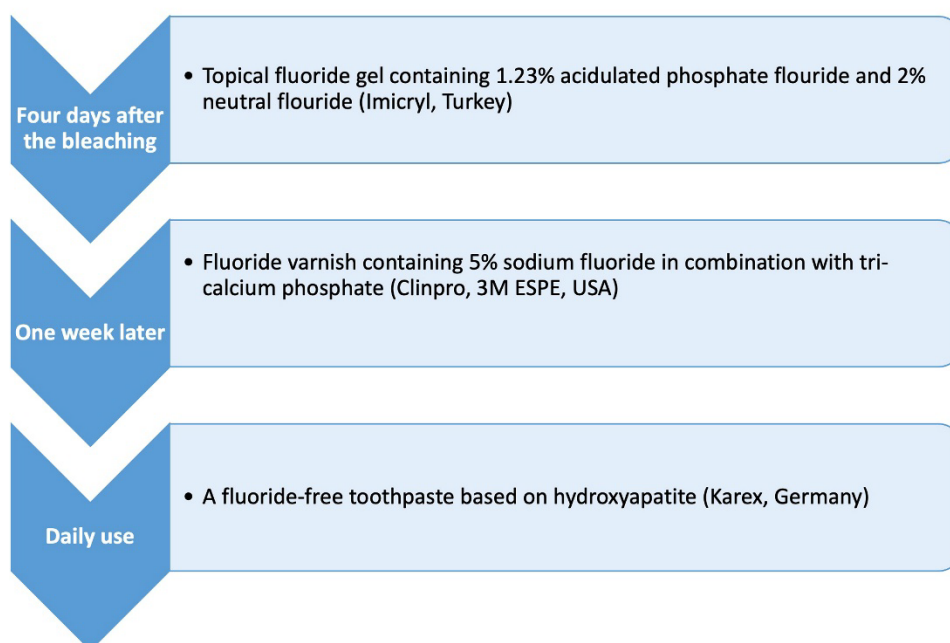 Four days after
the bleaching
• Topical fluoride gel containing 1.23% acidulated phosphate flouride and 2%
neutral flouride (Imicryl, Turkey)
One week later
• Fluoride varnish containing 5% sodium fluoride in combination with tri-
calcium phosphate (Clinpro, 3M ESPE, USA)
Daily use
• A fluoride-free toothpaste based on hydroxyapatite (Karex, Germany)